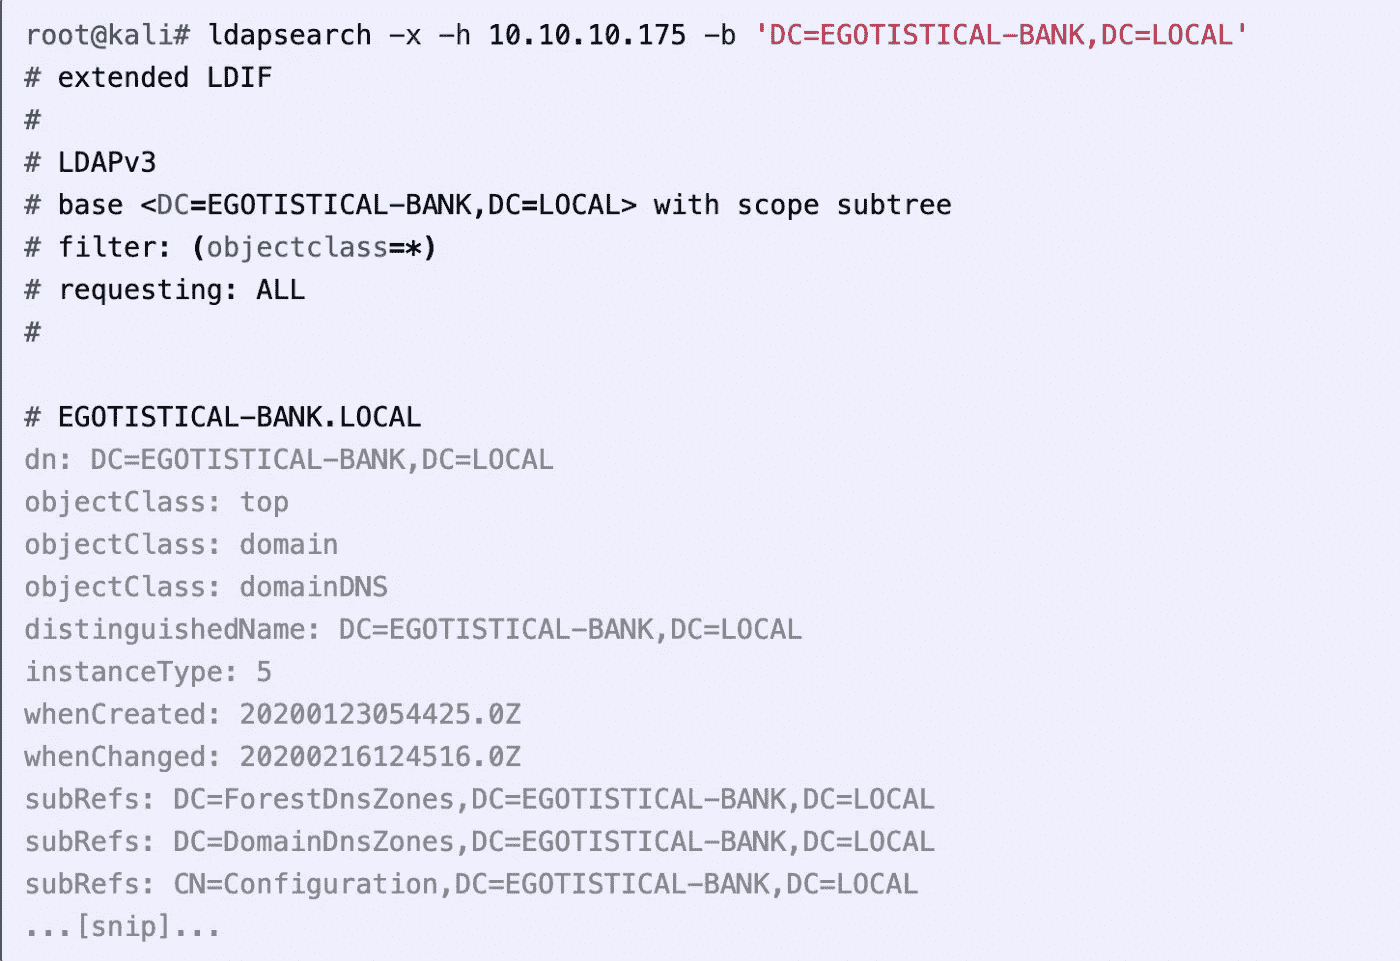 root@kali# ldapsearch -x -h 10.10.10.175 -b 'DC=EGOTISTICAL-BANK,DC=LOCAL'
# extended LDIF
#
# LDAPv3
# base <DC=EGOTISTICAL-BANK,DC=LOCAL> with scope subtree
# filter: (objectclass=*)
# requesting: ALL
#
# EGOTISTICAL-BANK.LOCAL
dn: DC=EGOTISTICAL-BANK,DC=LOCAL
objectClass: top
objectClass: domain
objectClass: domainDNS
distinguishedName: DC=EGOTISTICAL-BANK,DC=LOCAL
instanceType: 5
whenCreated: 20200123054425.0Z
whenChanged: 20200216124516.0Z
subRefs: DC=ForestDnsZones,DC=EGOTISTICAL-BANK,DC=LOCAL
subRefs: DC=DomainDnsZones,DC=EGOTISTICAL-BANK,DC=LOCAL
subRefs: CN=Configuration,DC=EGOTISTICAL-BANK,DC=LOCAL
...[snip]...